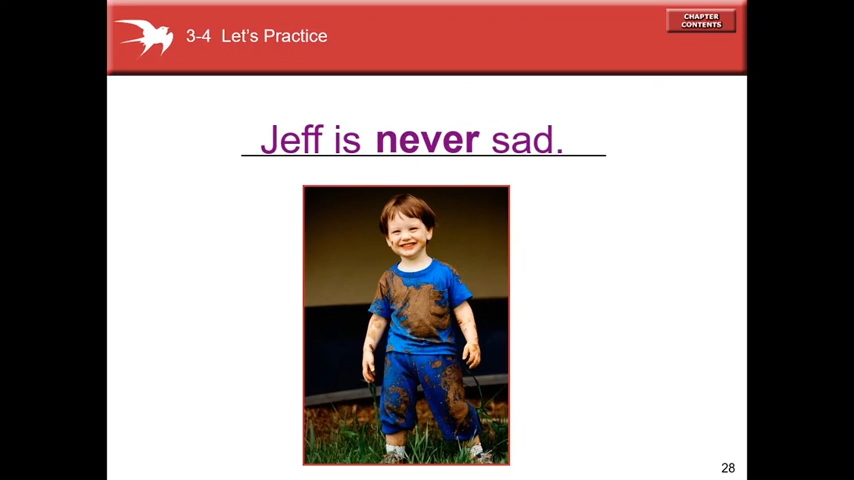 3-4 Let's Practice
CHAPTER
CONTENTS
Jeff is never sad.
28